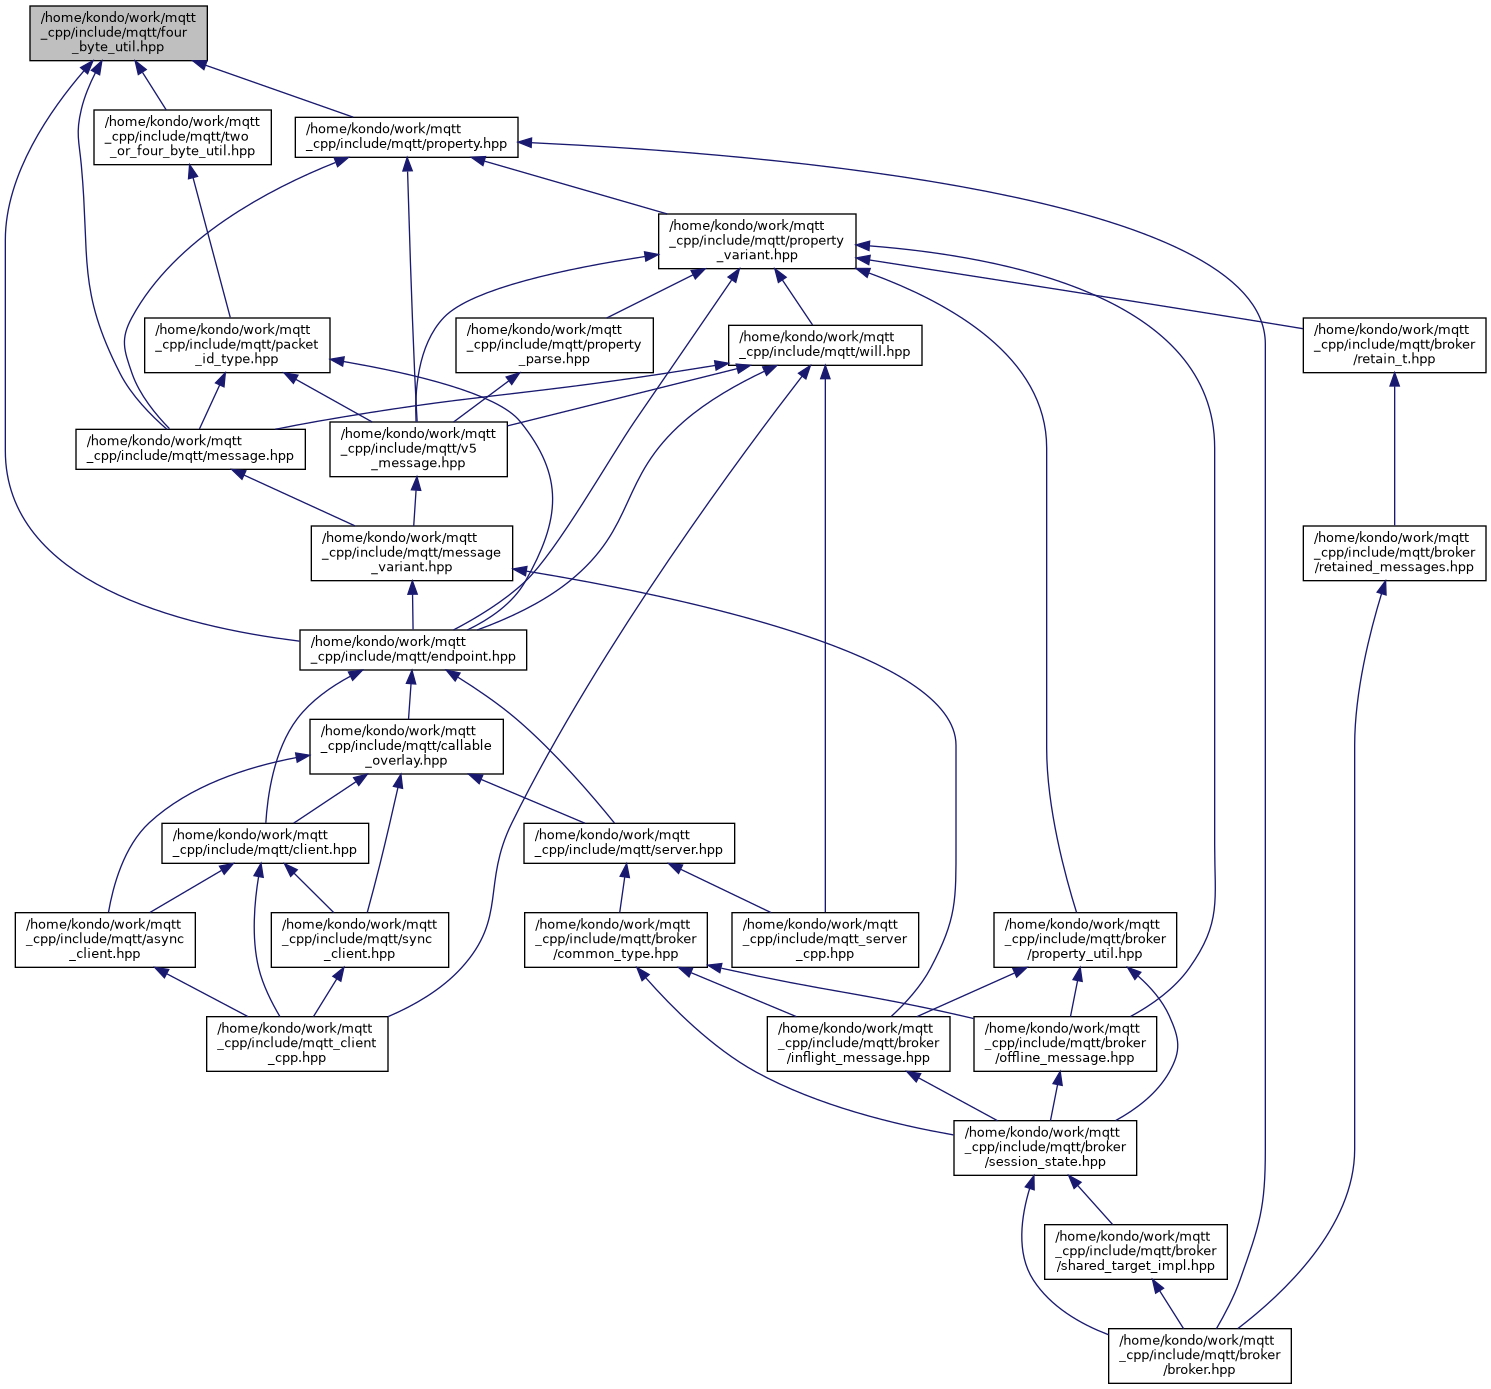 /home/kondo/work/mqtt
_cpp/include/mqtt/four
_byte_util.hpp
/home/kondo/work/mqtt
_cpp/include/mqtt/two
_or_four_byte_util.hpp
/home/kondo/work/mqtt
_cpp/include/mqtt/property.hpp
/home/kondo/work/mqtt
_cpp/include/mqtt/property
_variant.hpp
/home/kondo/work/mqtt
_cpp/include/mqtt/packet
_id_type.hpp
/home/kondo/work/mqtt
_cpp/include/mqtt/property
_parse.hpp
/home/kondo/work/mqtt
_cpp/include/mqtt/will.hpp
/home/kondo/work/mqtt
_cpp/include/mqtt/broker
/retain_t.hpp
/home/kondo/work/mqtt
_cpp/include/mqtt/message.hpp
/home/kondo/work/mqtt
_cpp/include/mqtt/v5
_message.hpp
/home/kondo/work/mqtt
_cpp/include/mqtt/message
_variant.hpp
/home/kondo/work/mqtt
_cpp/include/mqtt/broker
/retained_messages.hpp
/home/kondo/work/mqtt
_cpp/include/mqtt/endpoint.hpp
/home/kondo/work/mqtt
_cpp/include/mqtt/callable
_overlay.hpp
/home/kondo/work/mqtt
_cpp/include/mqtt/client.hpp
/home/kondo/work/mqtt
_cpp/include/mqtt/server.hpp
/home/kondo/work/mqtt
_cpp/include/mqtt/async
_client.hpp
/home/kondo/work/mqtt
_cpp/include/mqtt/sync
_client.hpp
/home/kondo/work/mqtt
_cpp/include/mqtt/broker
/common_type.hpp
/home/kondo/work/mqtt
_cpp/include/mqtt_server
_cpp.hpp
/home/kondo/work/mqtt
_cpp/include/mqtt/broker
/property_util.hpp
/home/kondo/work/mqtt
_cpp/include/mqtt_client
_cpp.hpp
/home/kondo/work/mqtt
_cpp/include/mqtt/broker
/inflight_message.hpp
/home/kondo/work/mqtt
_cpp/include/mqtt/broker
/offline_message.hpp
/home/kondo/work/mqtt
_cpp/include/mqtt/broker
/session_state.hpp
/home/kondo/work/mqtt
_cpp/include/mqtt/broker
/shared_target_impl.hpp
/home/kondo/work/mqtt
_cpp/include/mqtt/broker
/broker.hpp